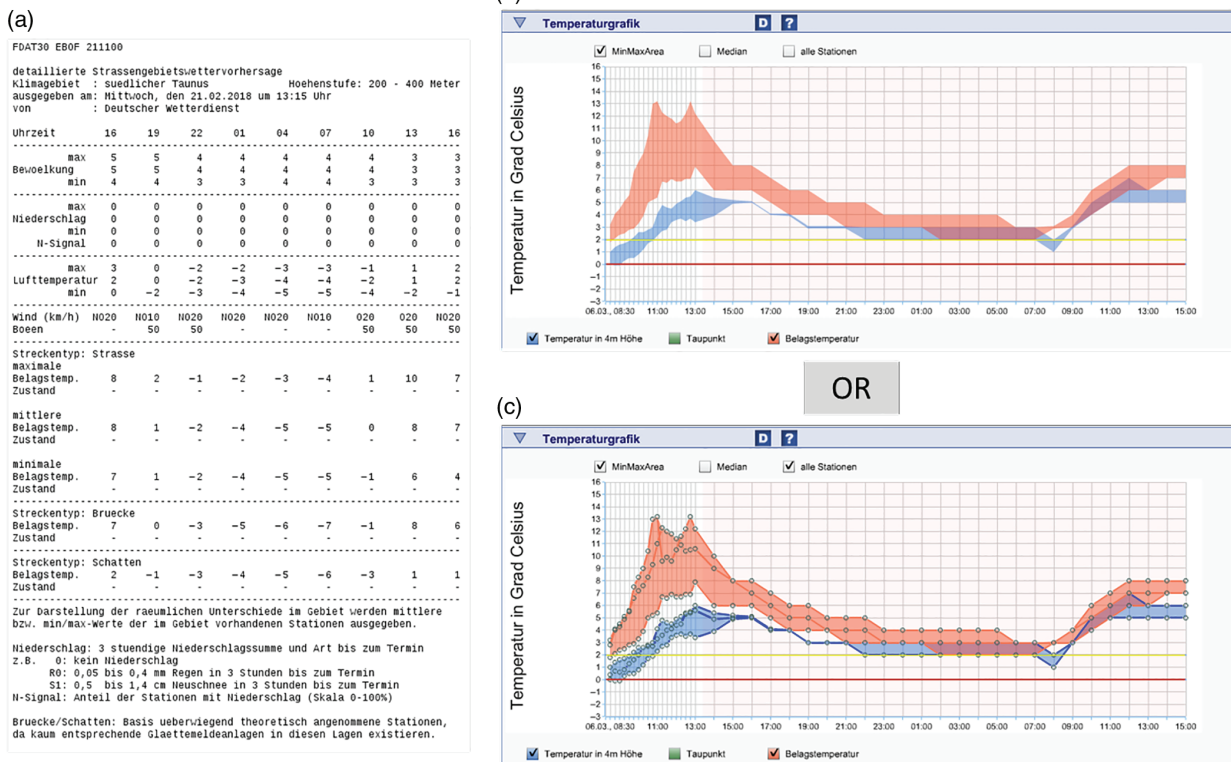 (a)
FDAT30 EBOF 211100
detaillierte Strassengebietswettervorhersage
Klimagebiet : suedlicher Taunus Hoehenstufe: 200 - 400 Meter
ausgegeben am: Mittwoch, den 21.02.2018 um 13:15 Uhr
von : Deutscher Wetterdienst
Uhrzeit 16 19 22 01 04 07 10 13 16
max 5 5 4 4 4 4 4 3 3
Bewoelkung 5 5 4 4 4 4 4 3 3
min 4 4 3 3 4 4 3 3 3
max 0 0 0 0 0 0 0 0 0
Niederschlag 0 0 0 0 0 0 0 0 0
min 0 0 0 0 0 0 0 0 0
N-Signal 0 0 0 0 0 0 0 0 0
max 3 0 -2 -2 -3 -3 -1 1 2
Lufttemperatur 2 0 -2 -3 -4 -4 -2 1 2
min 0 -2 -3 -4 -5 -5 -4 -2 -1
Wind (km/h) NO20 NO10 NO20 NO20 NO20 NO10 O20 O20 NO20
Boeen - 50 50 - - - 50 50 50
Streckentyp: Strasse
maximale
Belagstemp. 8 2 -1 -2 -3 -4 1 10 7
Zustand - - - - - - - - -
mittlere
Belagstemp. 8 1 -2 -4 -5 -5 0 8 7
Zustand - - - - - - - - -
minimale
Belagstemp. 7 1 -2 -4 -5 -5 -1 6 4
Zustand - - - - - - - - -
Streckentyp: Bruecke
Belagstemp. 7 0 -3 -5 -6 -7 -1 8 6
Zustand - - - - - - - - -
Streckentyp: Schatten
Belagstemp. 2 -1 -3 -4 -5 -6 -3 1 1
Zustand - - - - - - - - -
Zur Darstellung der raeumlichen Unterschiede im Gebiet werden mittlere
bzw. min/max-Werte der im Gebiet vorhandenen Stationen ausgegeben.
Niederschlag: 3 stuendige Niederschlagssumme und Art bis zum Termin
z.B. 0: kein Niederschlag
R0: 0,05 bis 0,4 mm Regen in 3 Stunden bis zum Termin
S1: 0,5 bis 1,4 cm Neuschnee in 3 Stunden bis zum Termin
N-Signal: Anteil der Stationen mit Niederschlag (Skala 0-100%)
Bruecke/Schatten: Basis ueberwiegend theoretisch angenommene Stationen,
da kaum entsprechende Glaettemeldeanlagen in diesen Lagen existieren.
Temperaturgrafik D ?
MinMaxArea Median alle Stationen
Temperatur in Grad Celsius
16
15
14
13
12
11
10
9
8
7
6
5
4
3
2
1
0
-1
-2
-3
06.03., 08:30 11:00 13:00 15:00 17:00 19:00 21:00 23:00 01:00 03:00 05:00 07:00 09:00 11:00 13:00 15:00
Temperatur in 4m Höhe Taupunkt Belagstemperatur
OR
(c)
Temperaturgrafik D ?
MinMaxArea Median alle Stationen
Temperatur in Grad Celsius
16
15
14
13
12
11
10
9
8
7
6
5
4
3
2
1
0
-1
-2
-3
06.03., 08:30 11:00 13:00 15:00 17:00 19:00 21:00 23:00 01:00 03:00 05:00 07:00 09:00 11:00 13:00 15:00
Temperatur in 4m Höhe Taupunkt Belagstemperatur